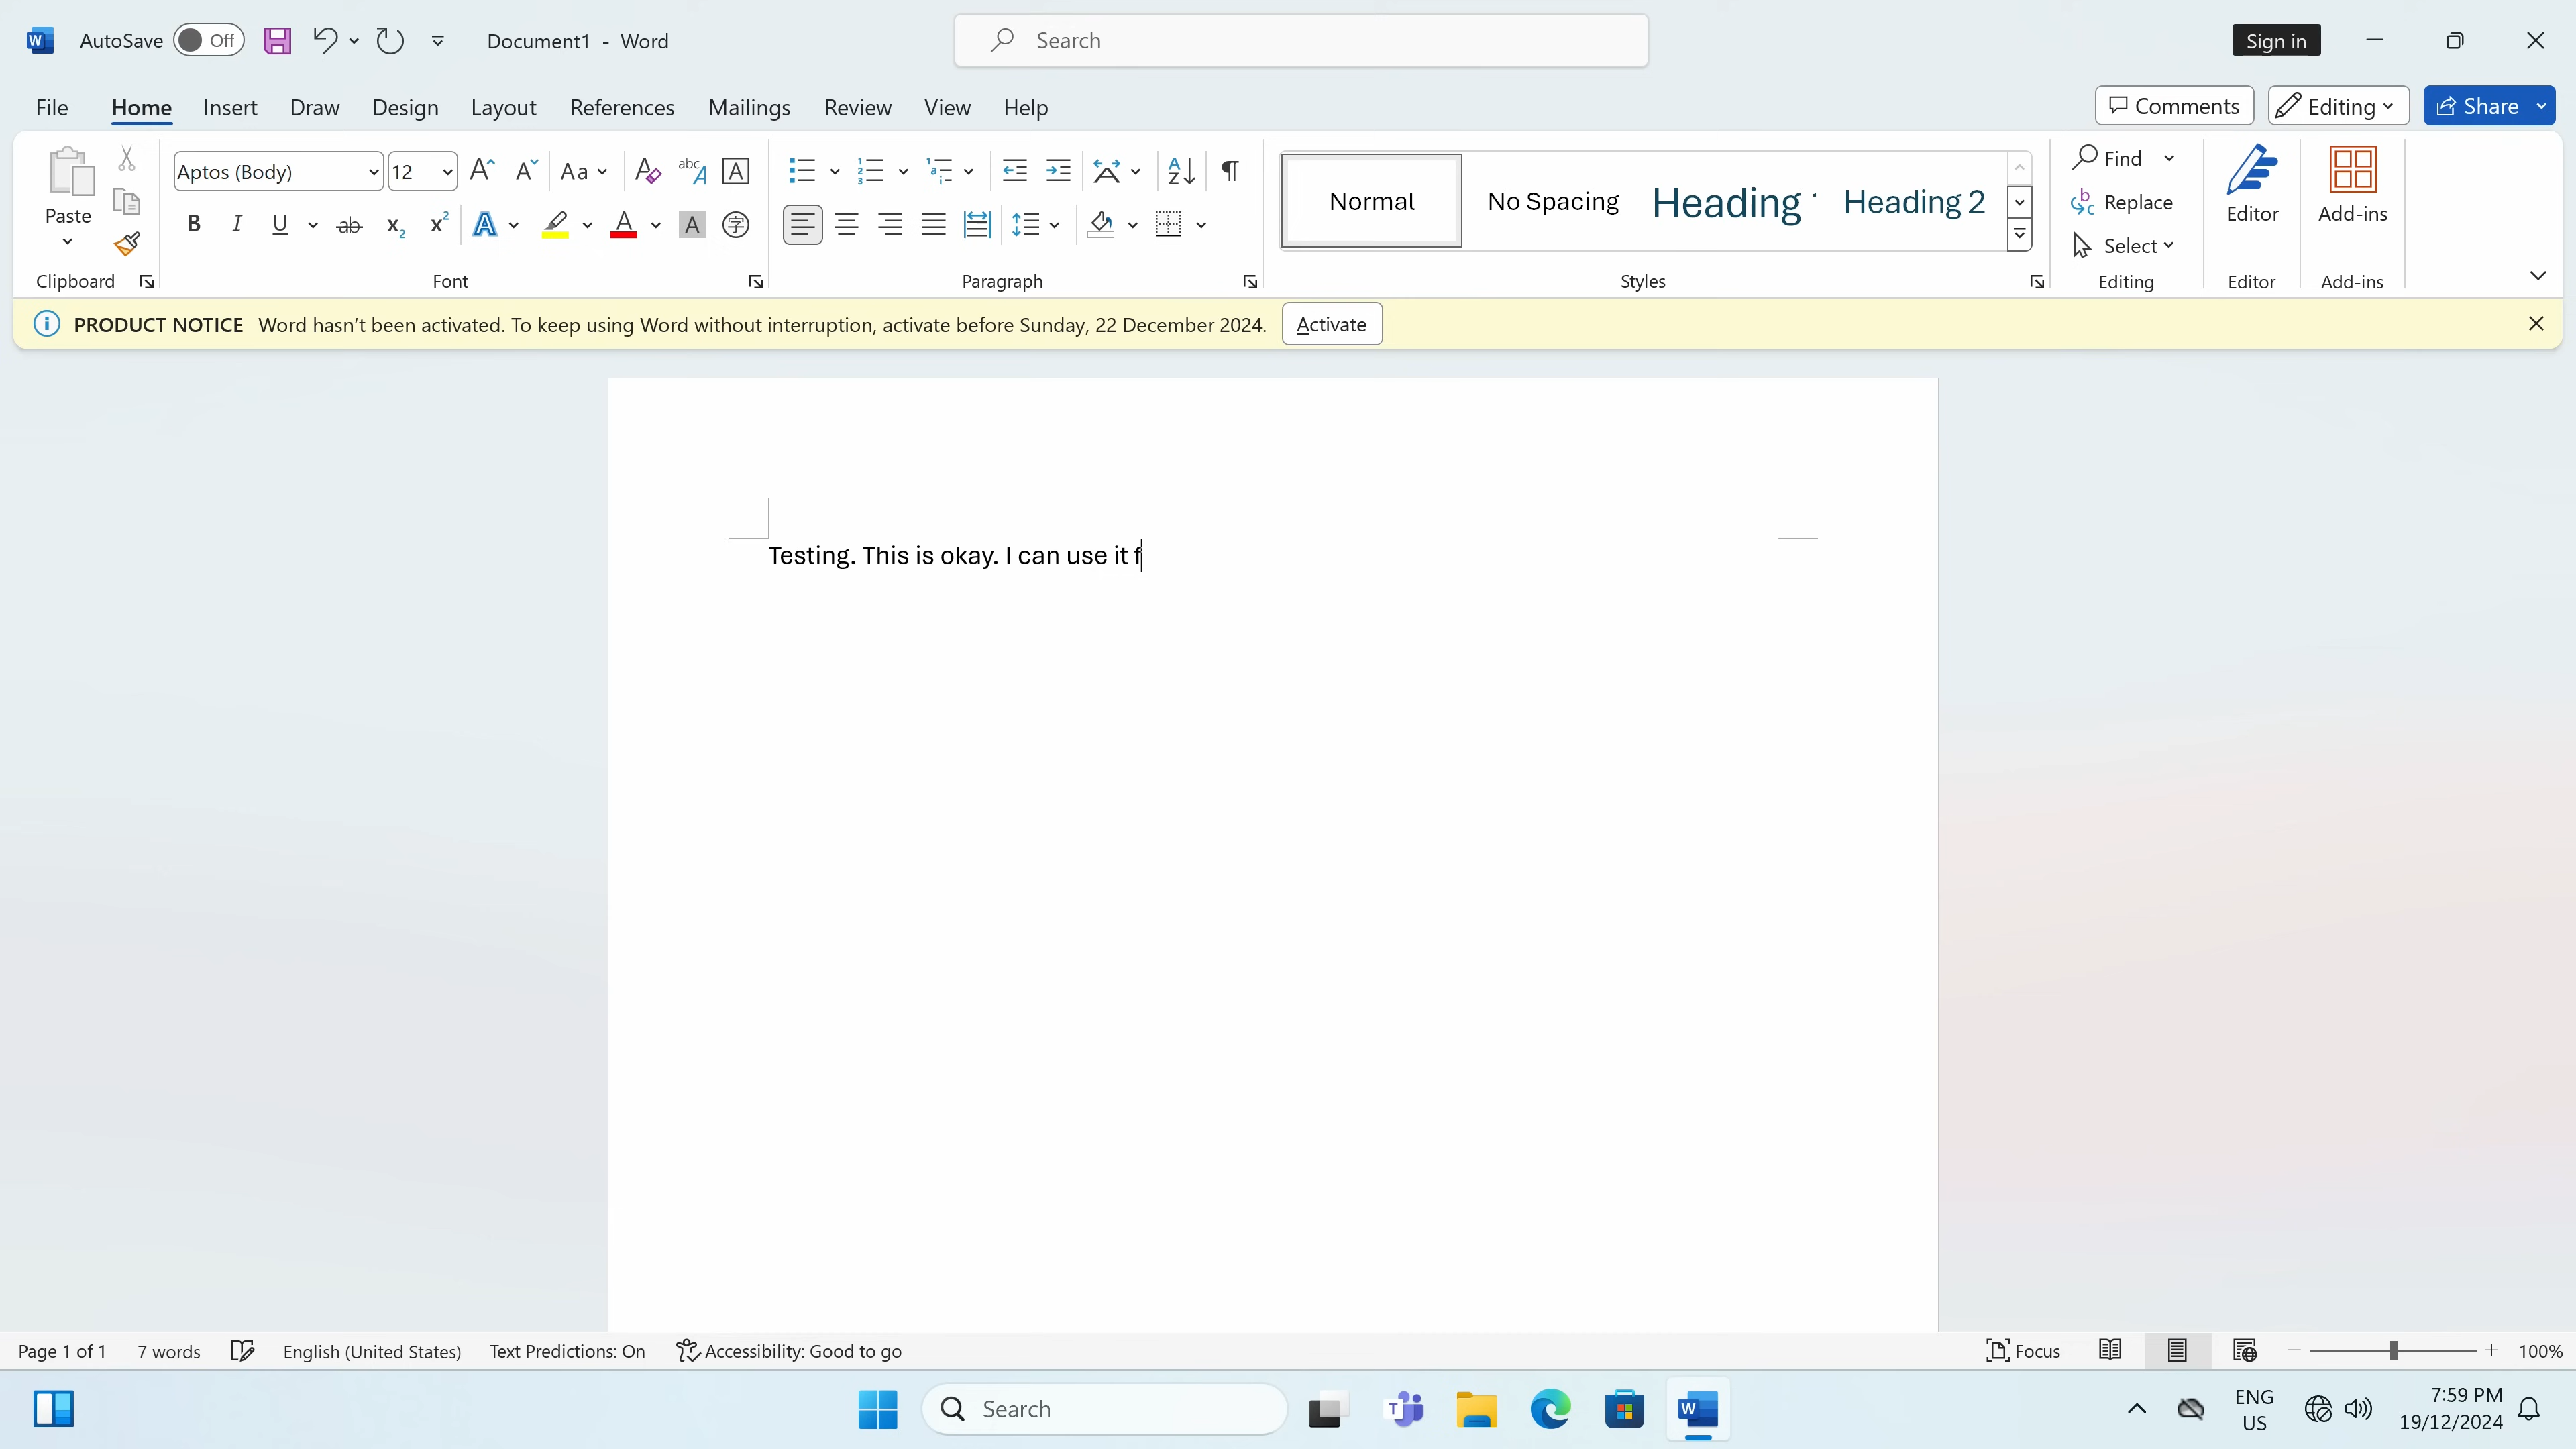 AutoSave Off Document1 - Word Search Sign in
File Home Insert Draw Design Layout References Mailings Review View Help Comments Editing Share
Paste Aptos (Body) 12 Normal No Spacing Heading 1 Heading 2 Find Replace Select Editor Add-ins
Clipboard Font Paragraph Styles Editing Editor Add-ins
PRODUCT NOTICE Word hasn't been activated. To keep using Word without interruption, activate before Sunday, 22 December 2024. Activate
Testing. This is okay. I can use it f
Page 1 of 1 7 words English (United States) Text Predictions: On Accessibility: Good to go Focus 100%
Search ENG 7:59 PM
US 19/12/2024